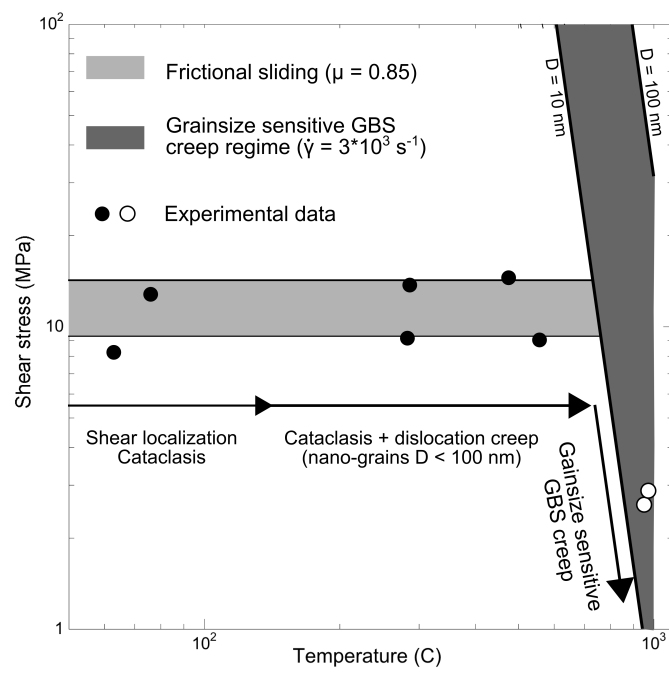 10²
Frictional sliding (μ = 0.85)
Grainsize sensitive GBS
creep regime (γ̇ = 3*10³ s⁻¹)
Experimental data
D = 10 nm
D = 100 nm
Shear stress (MPa)
10
Shear localization
Cataclasis
Cataclasis + dislocation creep
(nano-grains D < 100 nm)
Gainsize sensitive
GBS creep
1
10²
10³
Temperature (C)